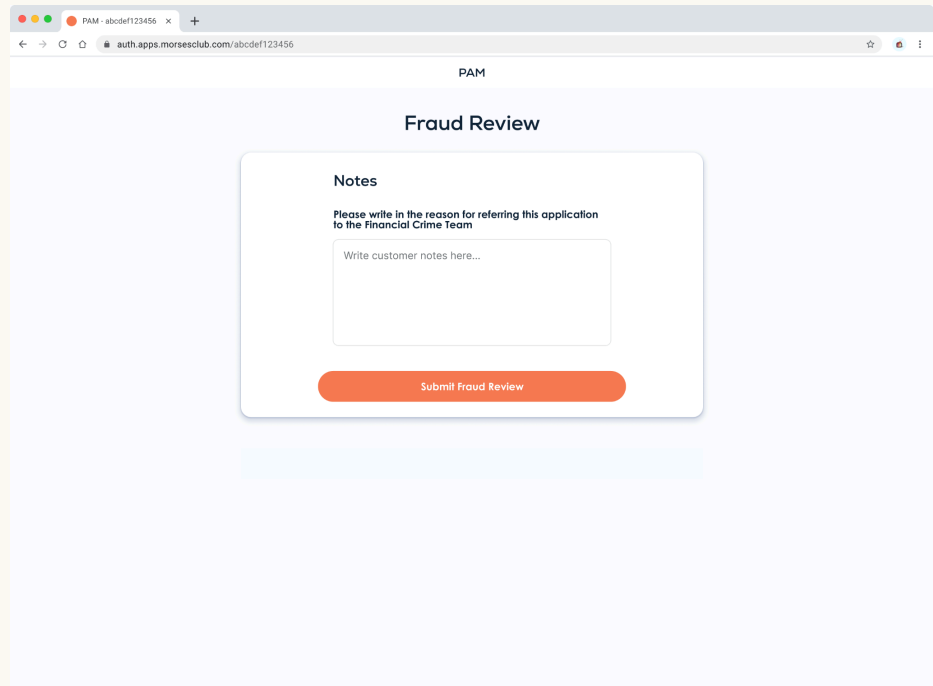 PAM - abcdef123456
auth.apps.morsesclub.com/abcdef123456
PAM
Fraud Review
Notes
Please write in the reason for referring this application
to the Financial Crime Team
Write customer notes here...
Submit Fraud Review